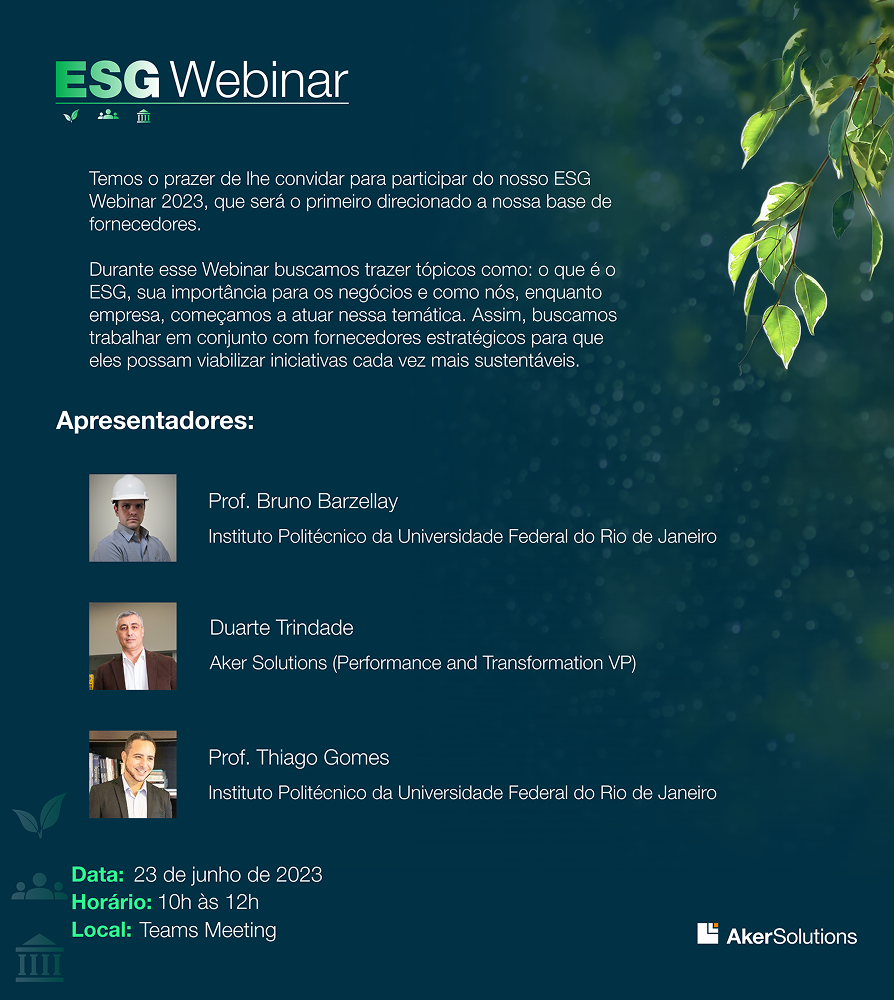 ESG Webinar
Temos o prazer de lhe convidar para participar do nosso ESG
Webinar 2023, que será o primeiro direcionado a nossa base de
fornecedores.
Durante esse Webinar buscamos trazer tópicos como: o que é o
ESG, sua importância para os negócios e como nós, enquanto
empresa, começamos a atuar nessa temática. Assim, buscamos
trabalhar em conjunto com fornecedores estratégicos para que
eles possam viabilizar iniciativas cada vez mais sustentáveis.
Apresentadores:
Prof. Bruno Barzellay
Instituto Politécnico da Universidade Federal do Rio de Janeiro
Duarte Trindade
Aker Solutions (Performance and Transformation VP)
Prof. Thiago Gomes
Instituto Politécnico da Universidade Federal do Rio de Janeiro
Data: 23 de junho de 2023
Horário: 10h às 12h
Local: Teams Meeting
AkerSolutions